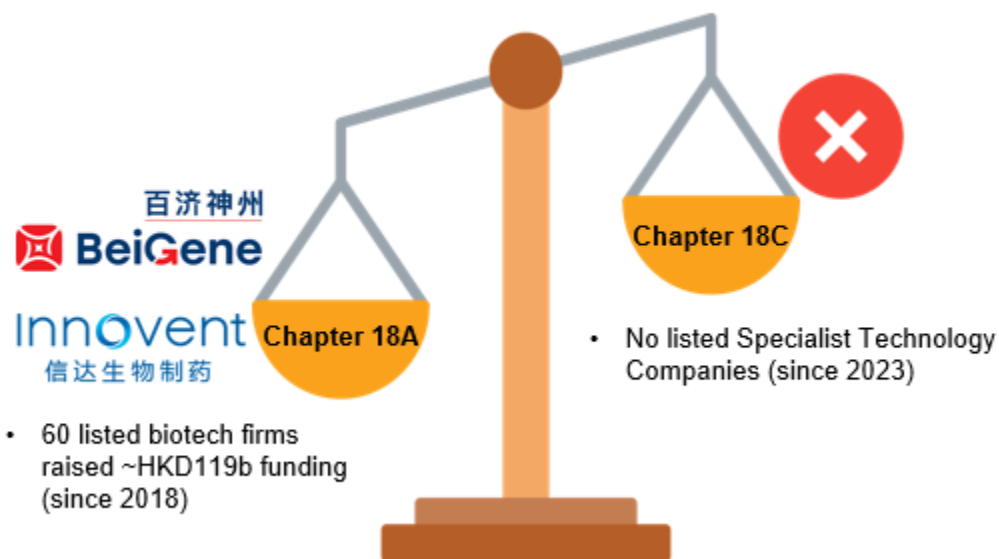 百济神州
BeiGene
Innovent
信达生物制药
Chapter 18A
• 60 listed biotech firms
raised ~HKD119b funding
(since 2018)
Chapter 18C
• No listed Specialist Technology
Companies (since 2023)